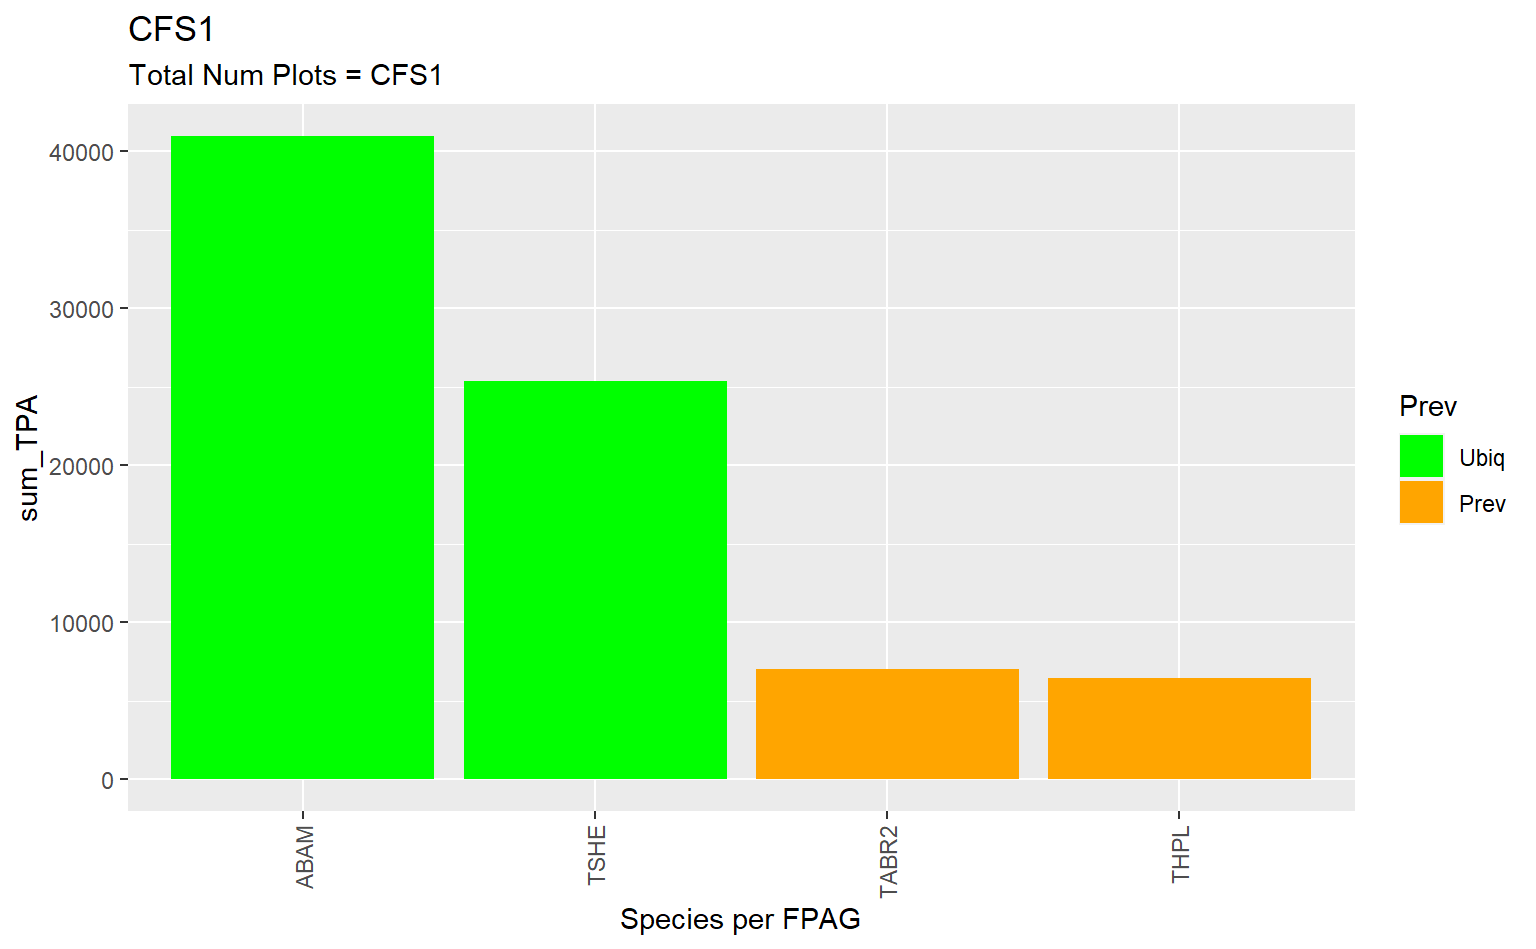 CFS1
Total Num Plots = CFS1
sum_TPA
40000
30000
20000
10000
0
ABAM
TSHE
TABR2
THPL
Species per FPAG
Prev
Ubiq
Prev